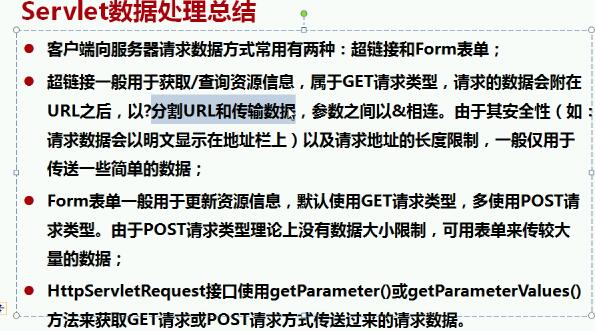 Servlet数据处理总结
客户端向服务器请求数据方式常用有两种：超链接和Form表单；
超链接一般用于获取/查询资源信息，属于GET请求类型，请求的数据会附在
URL之后，以?分割URL和传输数据，参数之间以&相连。由于其安全性（如：
请求数据会以明文显示在地址栏上）以及请求地址的长度限制，一般仅用于
传送一些简单的数据；
Form表单一般用于更新资源信息，默认使用GET请求类型，多使用POST请
求类型。由于POST请求类型理论上没有数据大小限制，可用表单来传较大
量的数据；
HttpServletRequest接口使用getParameter()或getParameterValues()
方法来获取GET请求或POST请求方式传送过来的请求数据。